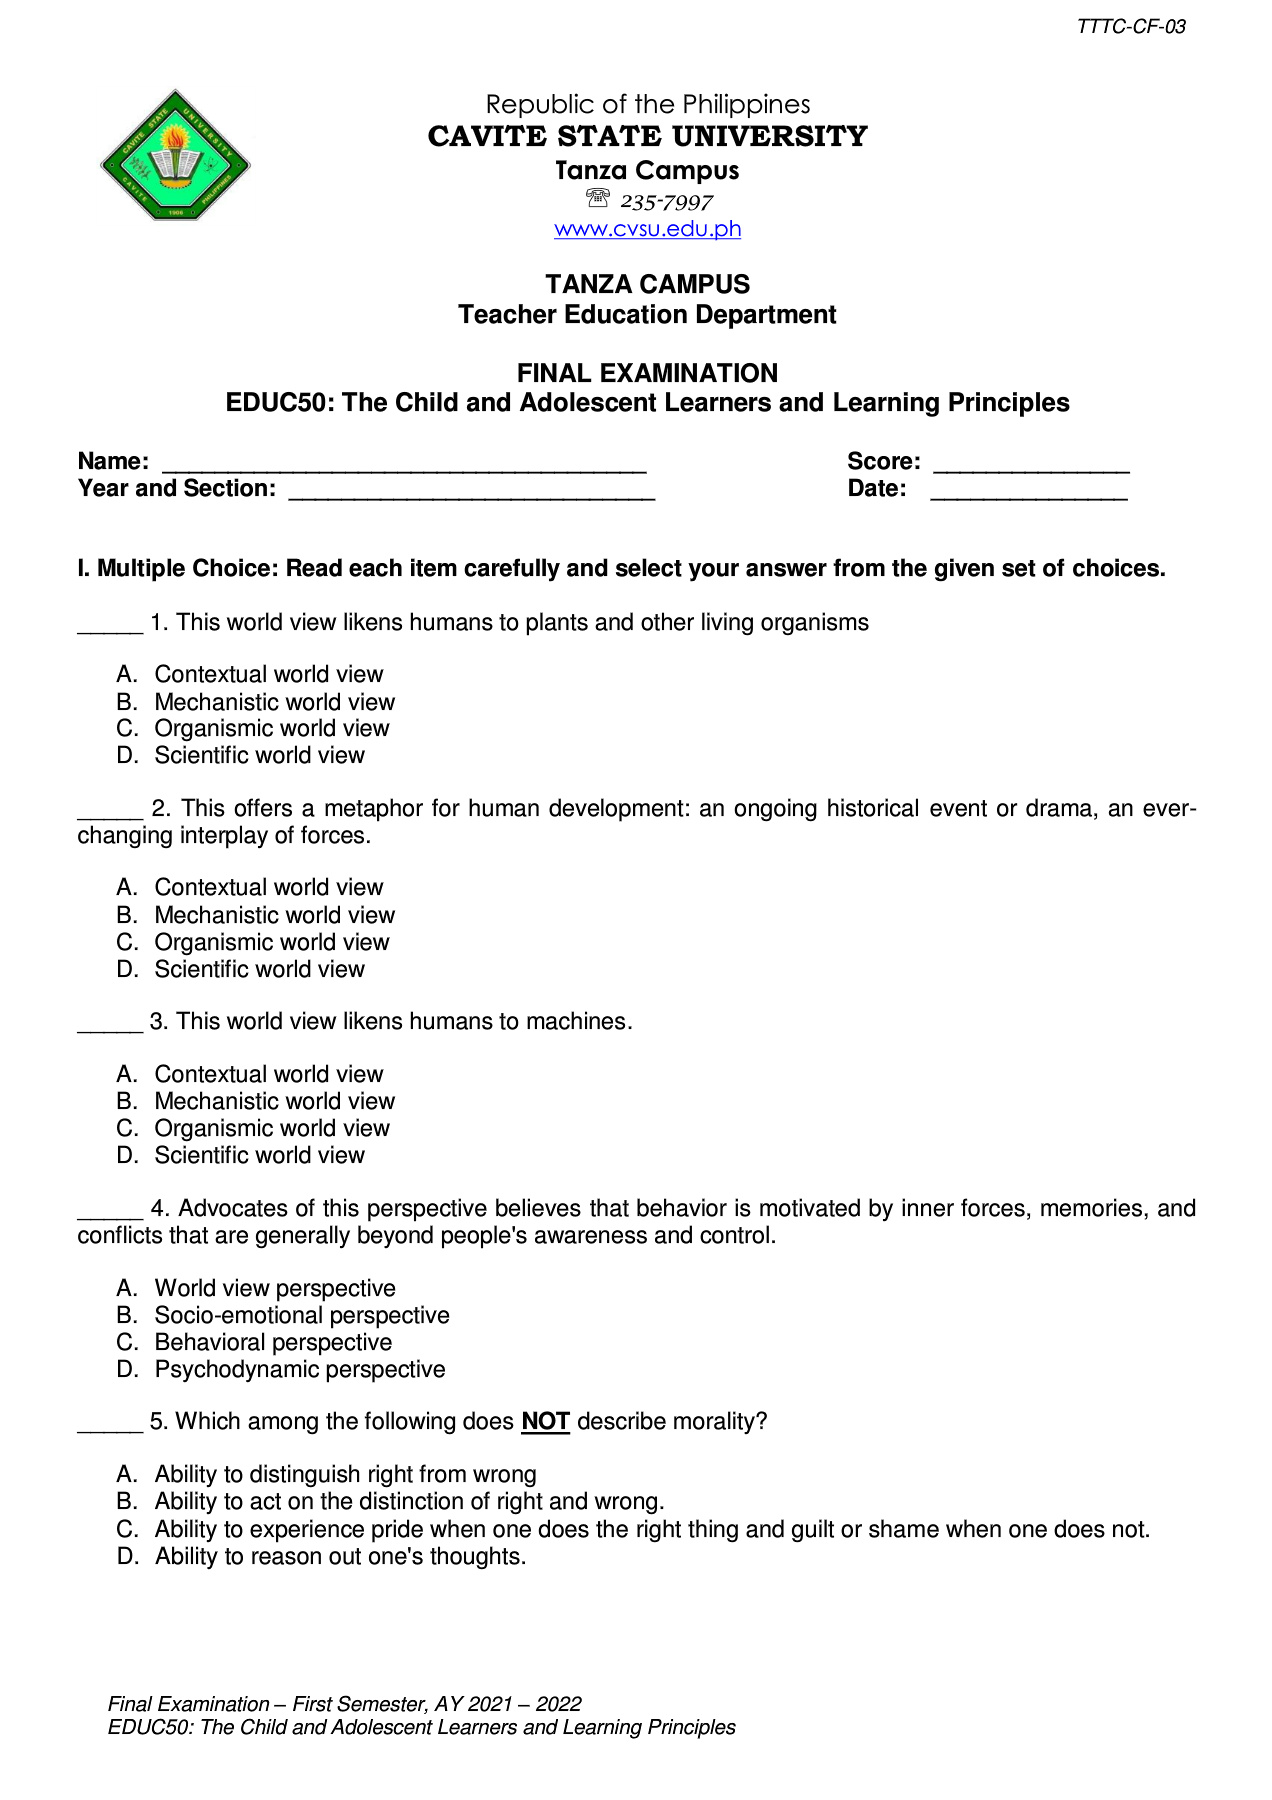 TTTC-CF-03
Republic of the Philippines
CAVITE STATE UNIVERSITY
Tanza Campus
☏ 235-7997
www.cvsu.edu.ph
CAVITE STATE UNIVERSITY
CAVITE PHILIPPINES
1906
TANZA CAMPUS
Teacher Education Department
FINAL EXAMINATION
EDUC50: The Child and Adolescent Learners and Learning Principles
Name: _____________________________________ Score: _______________
Year and Section: ____________________________ Date: _______________
I. Multiple Choice: Read each item carefully and select your answer from the given set of choices.
_____ 1. This world view likens humans to plants and other living organisms
A. Contextual world view
B. Mechanistic world view
C. Organismic world view
D. Scientific world view
_____ 2. This offers a metaphor for human development: an ongoing historical event or drama, an ever-
changing interplay of forces.
A. Contextual world view
B. Mechanistic world view
C. Organismic world view
D. Scientific world view
_____ 3. This world view likens humans to machines.
A. Contextual world view
B. Mechanistic world view
C. Organismic world view
D. Scientific world view
_____ 4. Advocates of this perspective believes that behavior is motivated by inner forces, memories, and
conflicts that are generally beyond people's awareness and control.
A. World view perspective
B. Socio-emotional perspective
C. Behavioral perspective
D. Psychodynamic perspective
_____ 5. Which among the following does NOT describe morality?
A. Ability to distinguish right from wrong
B. Ability to act on the distinction of right and wrong.
C. Ability to experience pride when one does the right thing and guilt or shame when one does not.
D. Ability to reason out one's thoughts.
Final Examination – First Semester, AY 2021 – 2022
EDUC50: The Child and Adolescent Learners and Learning Principles